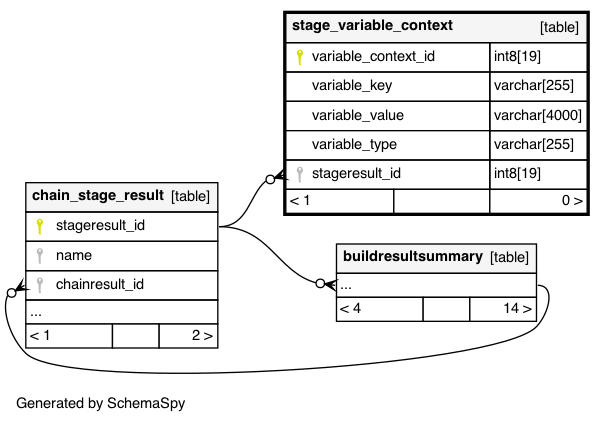 stage_variable_context [table]
variable_context_id int8[19]
variable_key varchar[255]
variable_value varchar[4000]
variable_type varchar[255]
stageresult_id int8[19]
< 1 0 >
chain_stage_result [table]
stageresult_id
name
chainresult_id
...
< 1 2 >
buildresultsummary [table]
...
< 4 14 >
Generated by SchemaSpy